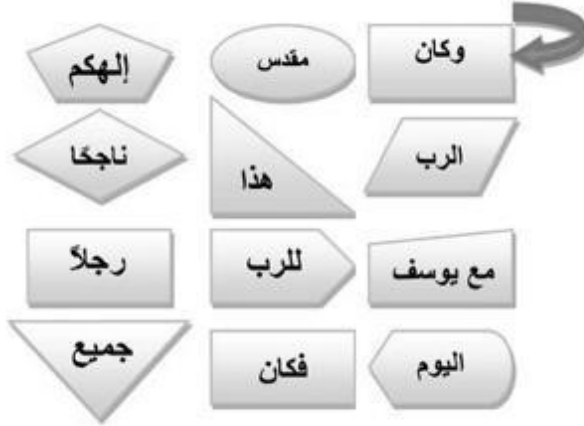 وكان
مقدس
إلهكم
الرب
هذا
ناجحًا
مع يوسف
للرب
رجلاً
اليوم
فكان
جميع